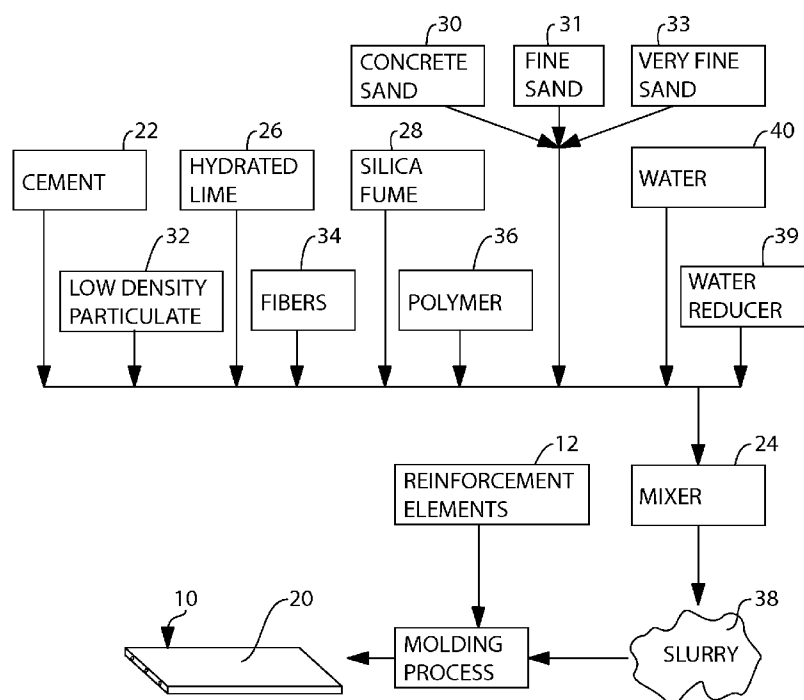 30
31
33
CONCRETE
SAND
FINE
SAND
VERY FINE
SAND
22
26
28
40
CEMENT
HYDRATED
LIME
SILICA
FUME
WATER
32
34
36
39
LOW DENSITY
PARTICULATE
FIBERS
POLYMER
WATER
REDUCER
12
24
REINFORCEMENT
ELEMENTS
MIXER
10
20
38
MOLDING
PROCESS
SLURRY